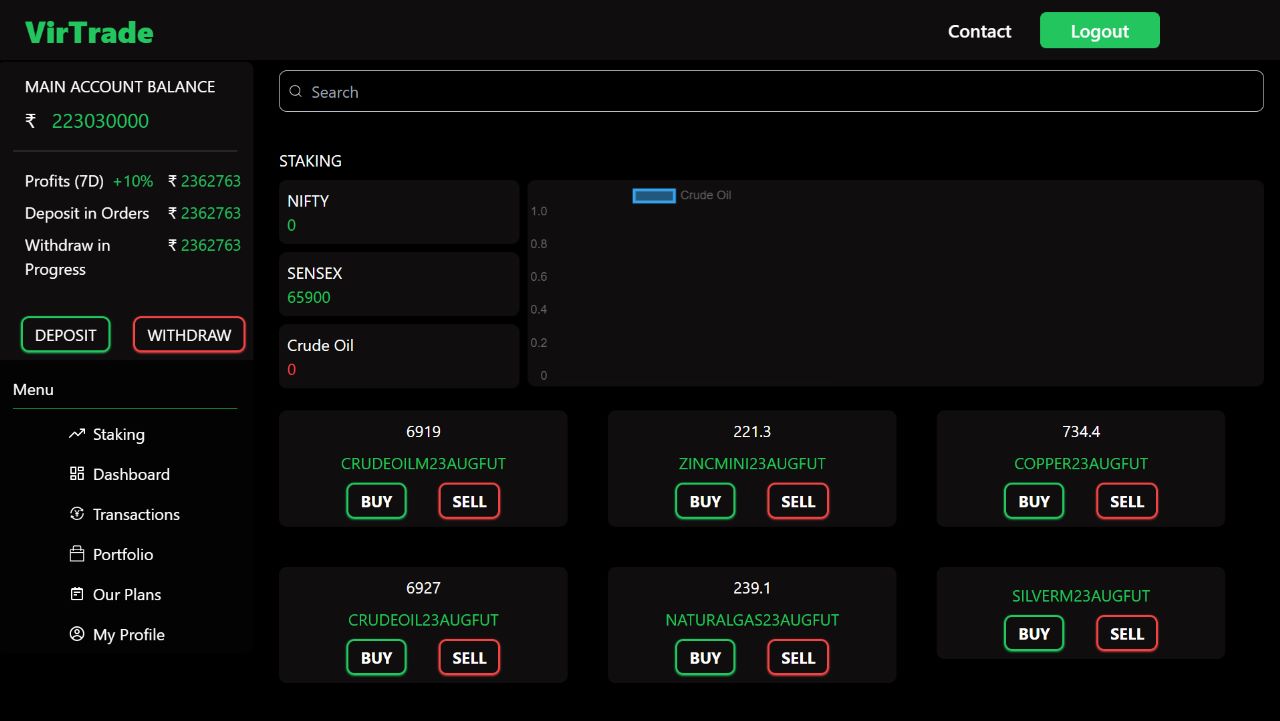 VirTrade
Contact
Logout
MAIN ACCOUNT BALANCE
₹ 223030000
Profits (7D) +10% ₹ 2362763
Deposit in Orders ₹ 2362763
Withdraw in Progress ₹ 2362763
DEPOSIT
WITHDRAW
Menu
Staking
Dashboard
Transactions
Portfolio
Our Plans
My Profile
Search
STAKING
NIFTY
0
SENSEX
65900
Crude Oil
0
Crude Oil
1.0
0.8
0.6
0.4
0.2
0
6919
CRUDEOILM23AUGFUT
BUY SELL
221.3
ZINCMINI23AUGFUT
BUY SELL
734.4
COPPER23AUGFUT
BUY SELL
6927
CRUDEOIL23AUGFUT
BUY SELL
239.1
NATURALGAS23AUGFUT
BUY SELL
SILVERM23AUGFUT
BUY SELL